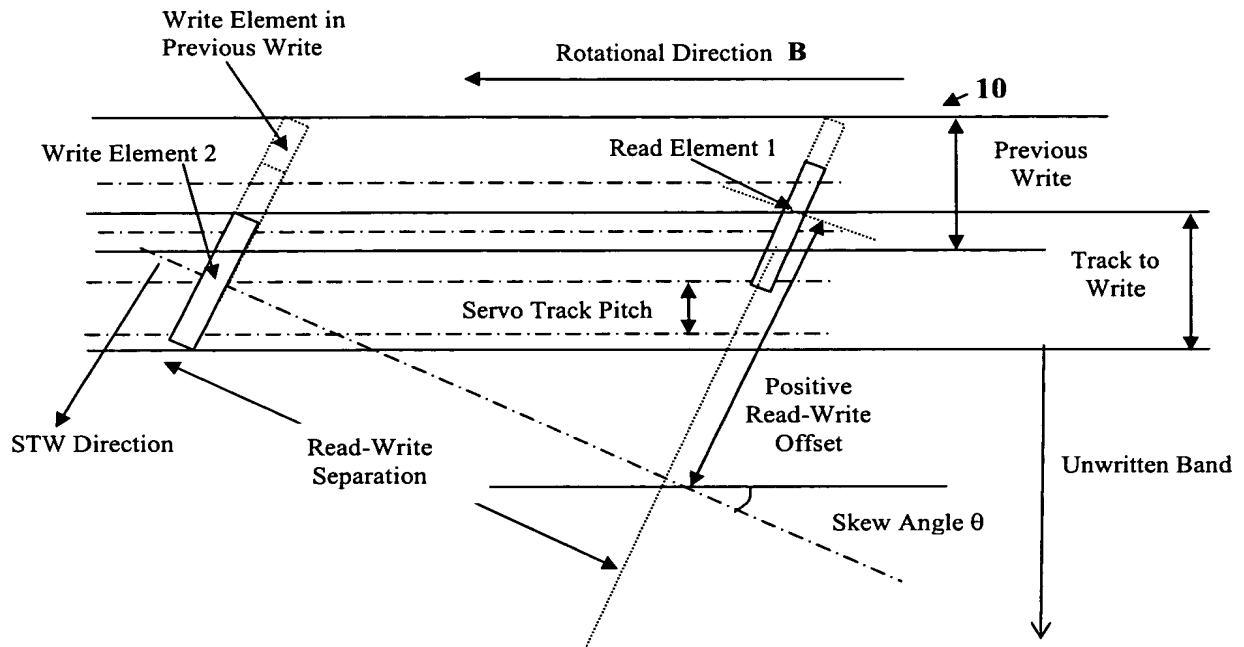 Write Element in
Previous Write
Rotational Direction B
10
Write Element 2
Read Element 1
Previous
Write
Track to
Write
Servo Track Pitch
STW Direction
Read-Write
Separation
Positive
Read-Write
Offset
Unwritten Band
Skew Angle θ